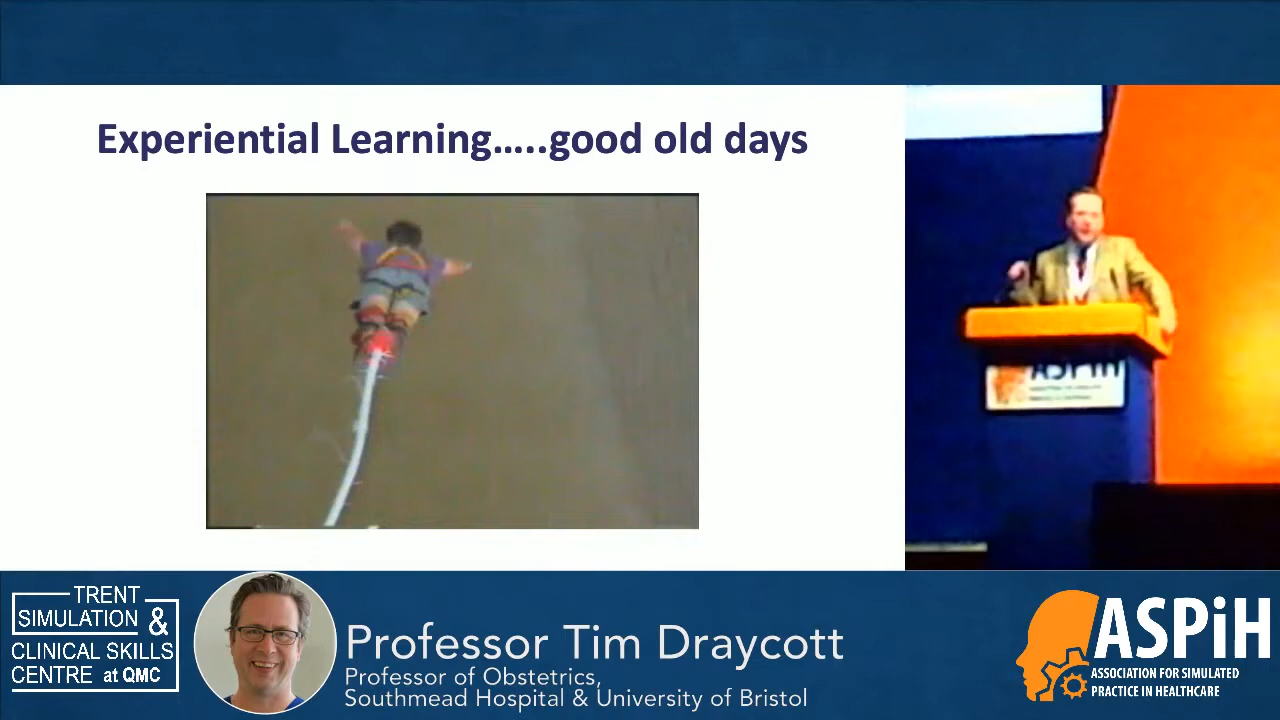 Experiential Learning.....good old days
ASPiH
TRENT
SIMULATION &
CLINICAL SKILLS
CENTRE at QMC
Professor Tim Draycott
Professor of Obstetrics,
Southmead Hospital & University of Bristol
ASPiH
ASSOCIATION FOR SIMULATED
PRACTICE IN HEALTHCARE